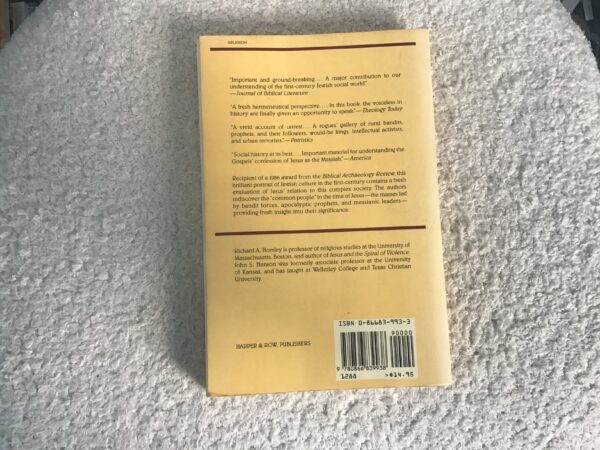 RELIGION
"Important and ground-breaking . . . A major contribution to our
understanding of the first-century Jewish social world."
—Journal of Biblical Literature
"A fresh hermeneutical perspective. . . . In this book, the voiceless in
history are finally given an opportunity to speak."—Theology Today
"A vivid account of unrest. . . . A rogues' gallery of rural bandits,
prophets, and their followers, would-be kings, intellectual activists,
and urban terrorists."—Patristics
"Social history at its best. . . . Important material for understanding the
Gospels' confession of Jesus as the Messiah."—America
Recipient of a 1986 award from the Biblical Archaeology Review, this
brilliant portrait of Jewish culture in the first-century contains a fresh
evaluation of Jesus' relation to this complex society. The authors
rediscover the "common people" in the time of Jesus—the masses led
by bandit forces, apocalyptic prophets, and messianic leaders—
providing fresh insight into their significance.
Richard A. Horsley is professor of religious studies at the University of
Massachusetts, Boston, and author of Jesus and the Spiral of Violence.
John S. Hanson was formerly associate professor at the University
of Kansas, and has taught at Wellesley College and Texas Christian
University.
ISBN 0-86683-993-3
90000
HARPER & ROW, PUBLISHERS
9 780866 839938
1288 >$14.95